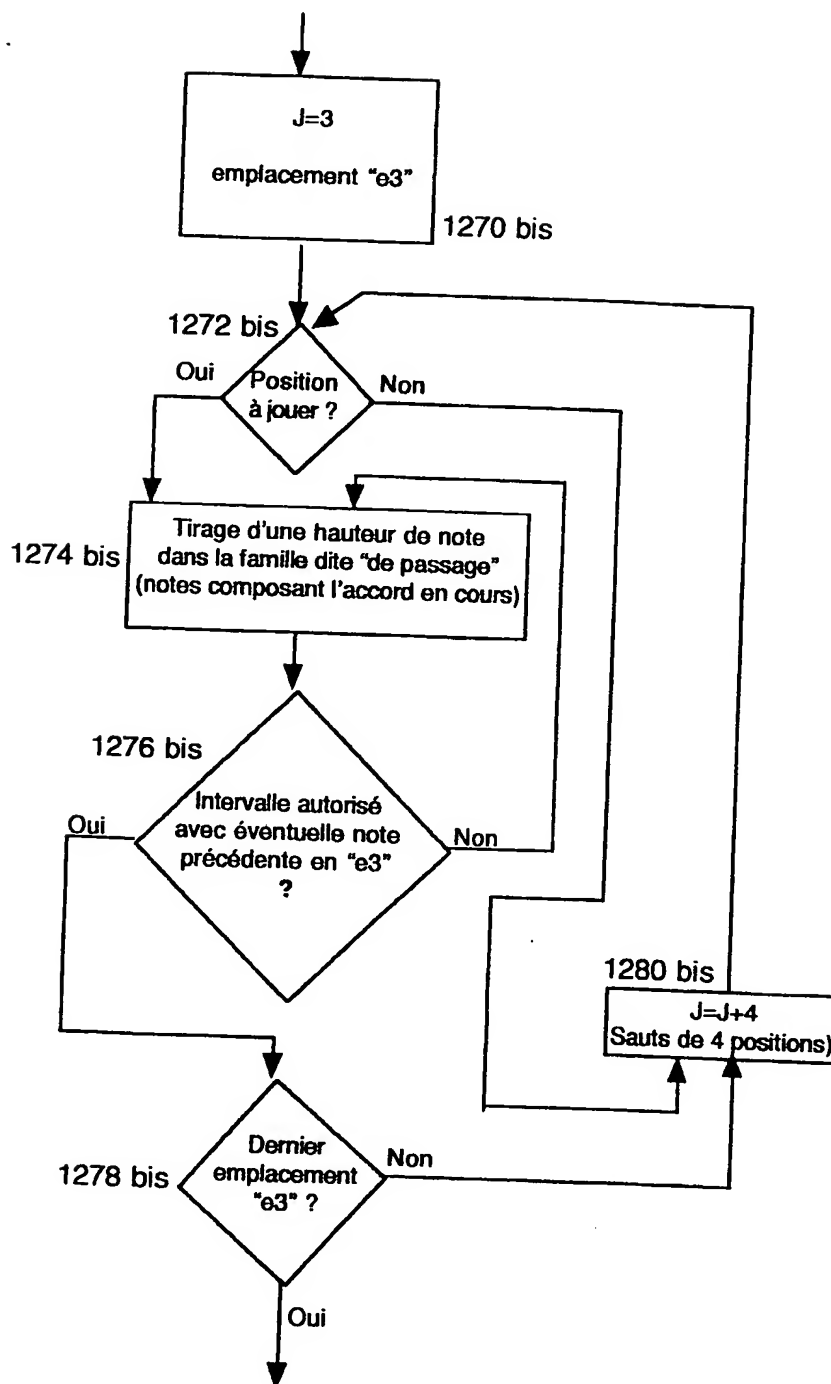 J=3
emplacement "e3"
1270 bis
1272 bis
Oui
Position
à jouer ?
Non
1274 bis
Tirage d'une hauteur de note
dans la famille dite "de passage"
(notes composant l'accord en cours)
1276 bis
Oui
Intervalle autorisé
avec éventuelle note
précédente en "e3"
?
Non
1280 bis
J=J+4
Sauts de 4 positions)
1278 bis
Dernier
emplacement
"e3" ?
Non
Oui